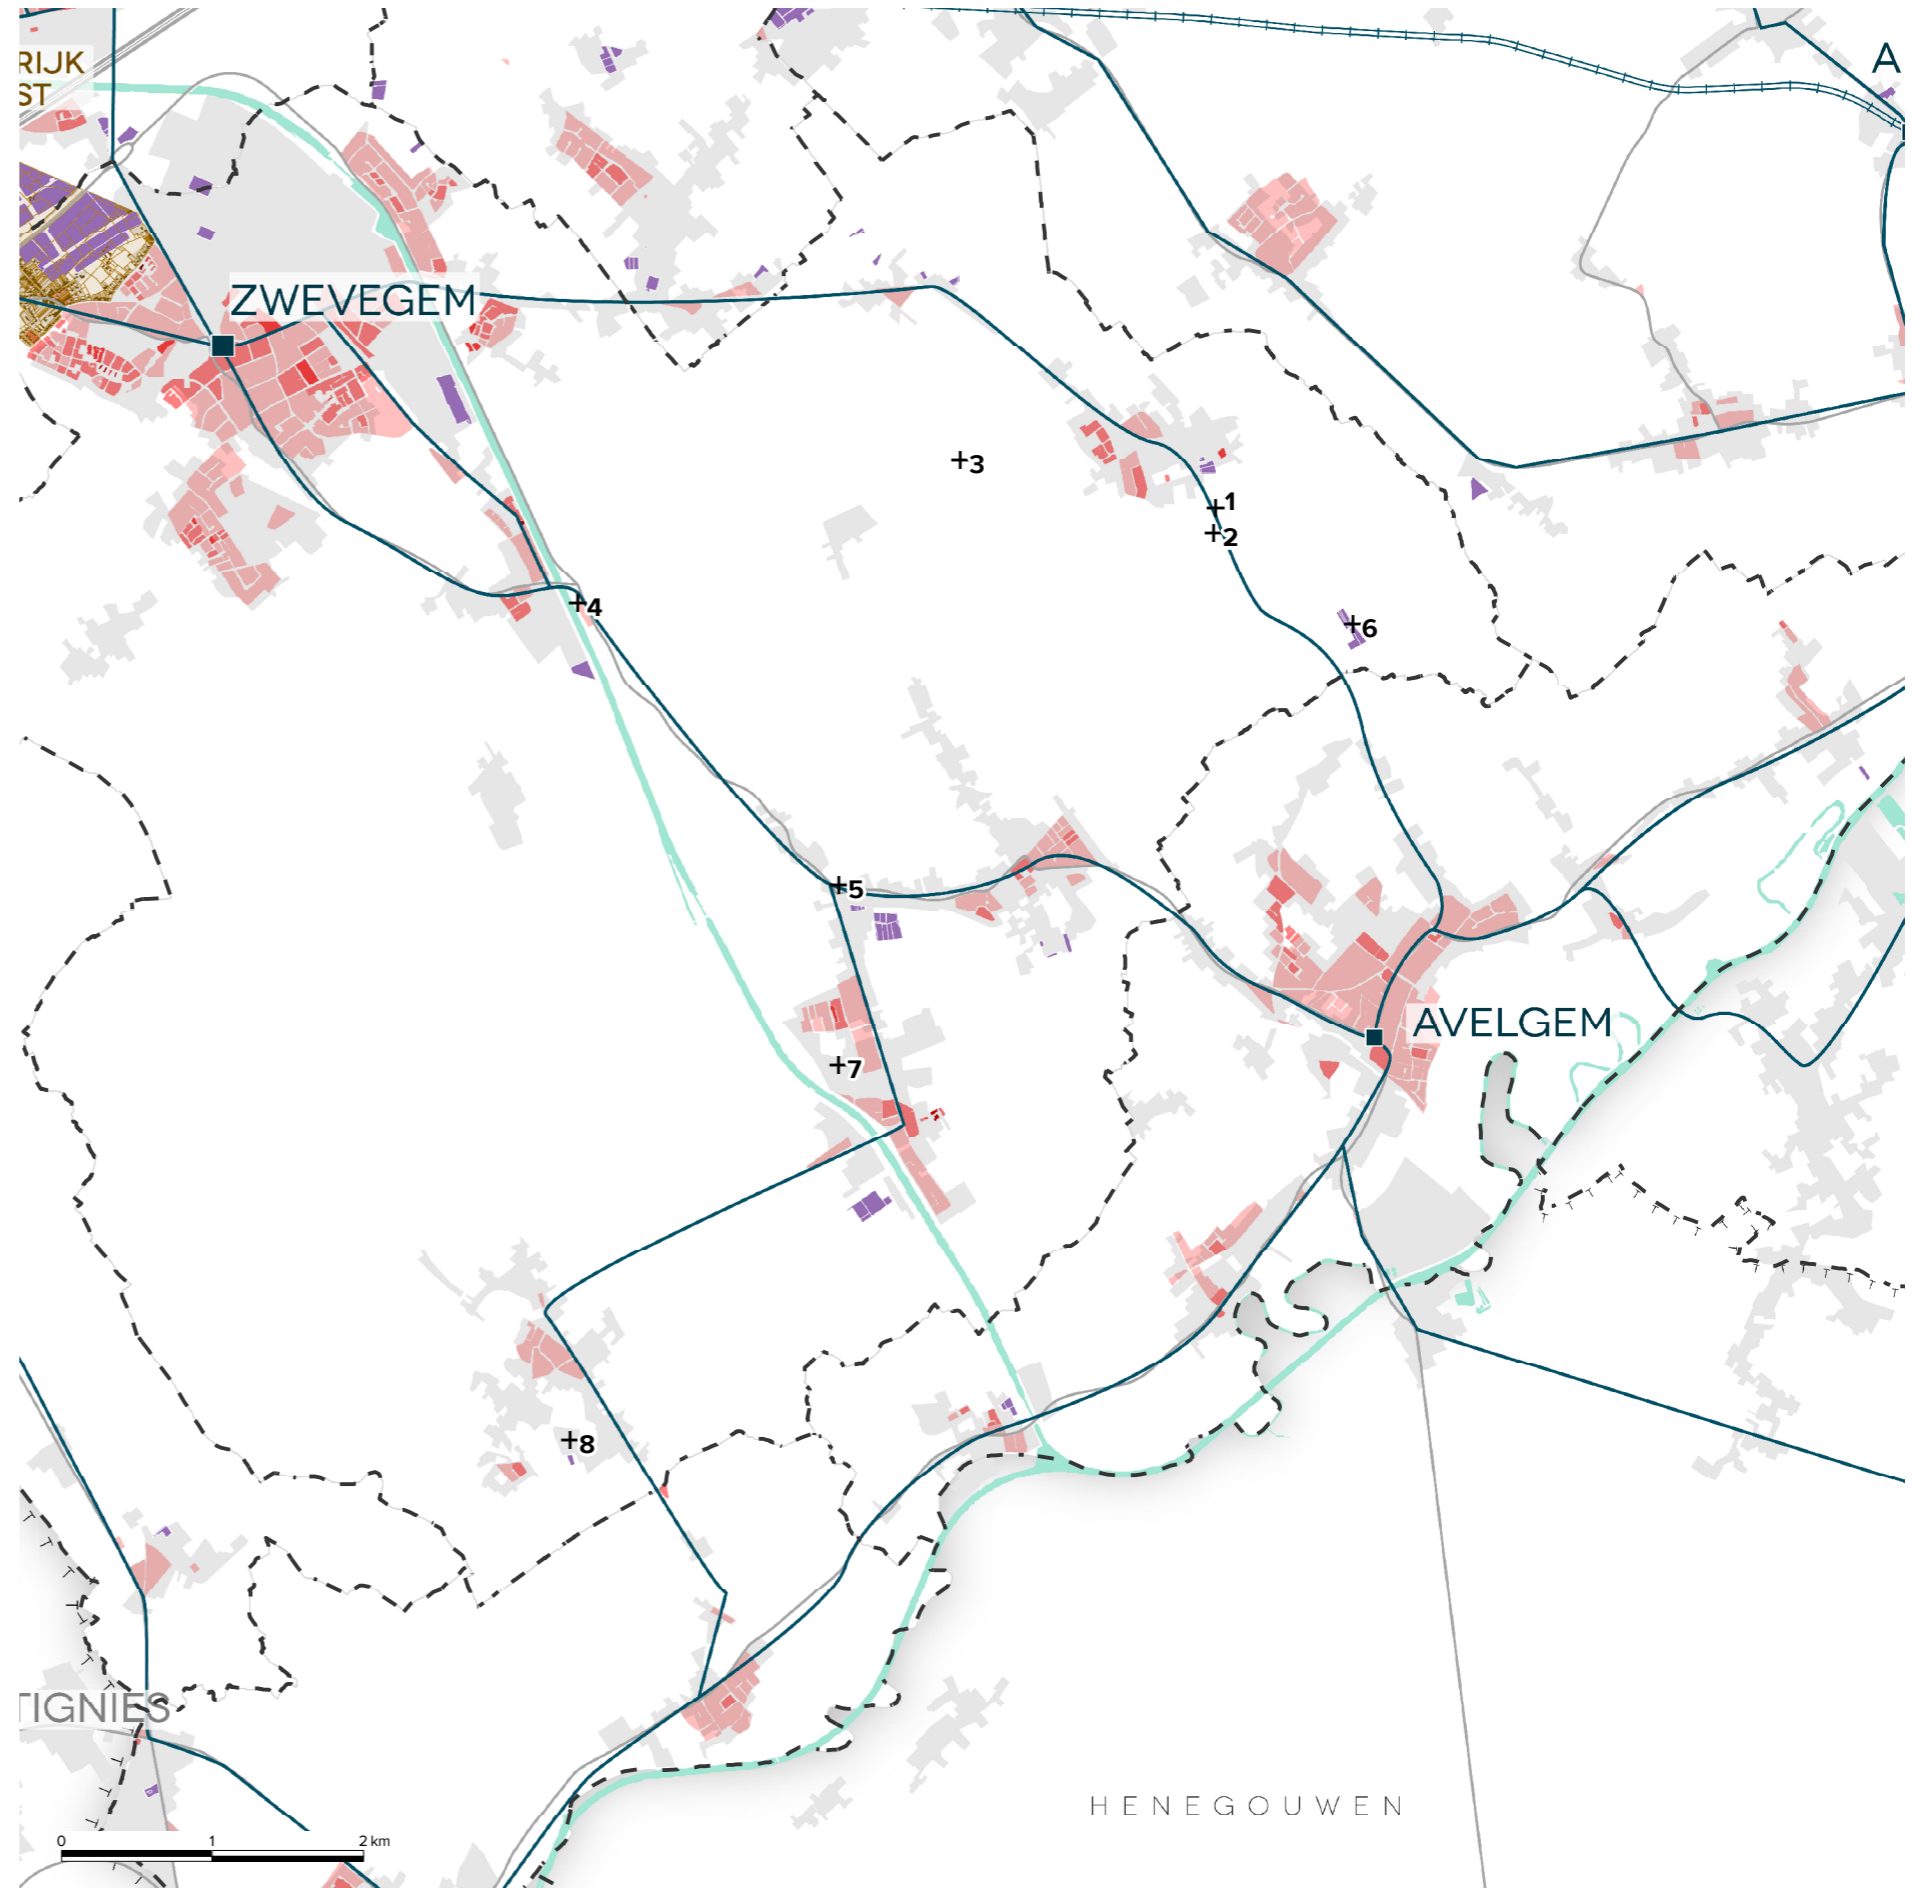 RIJK
ST
A
ZWEVEGEM
+3
+1
+2
+4
+6
+5
AVELGEM
+7
+8
TIGNIES
HENEGOUWEN
0 1 2 km